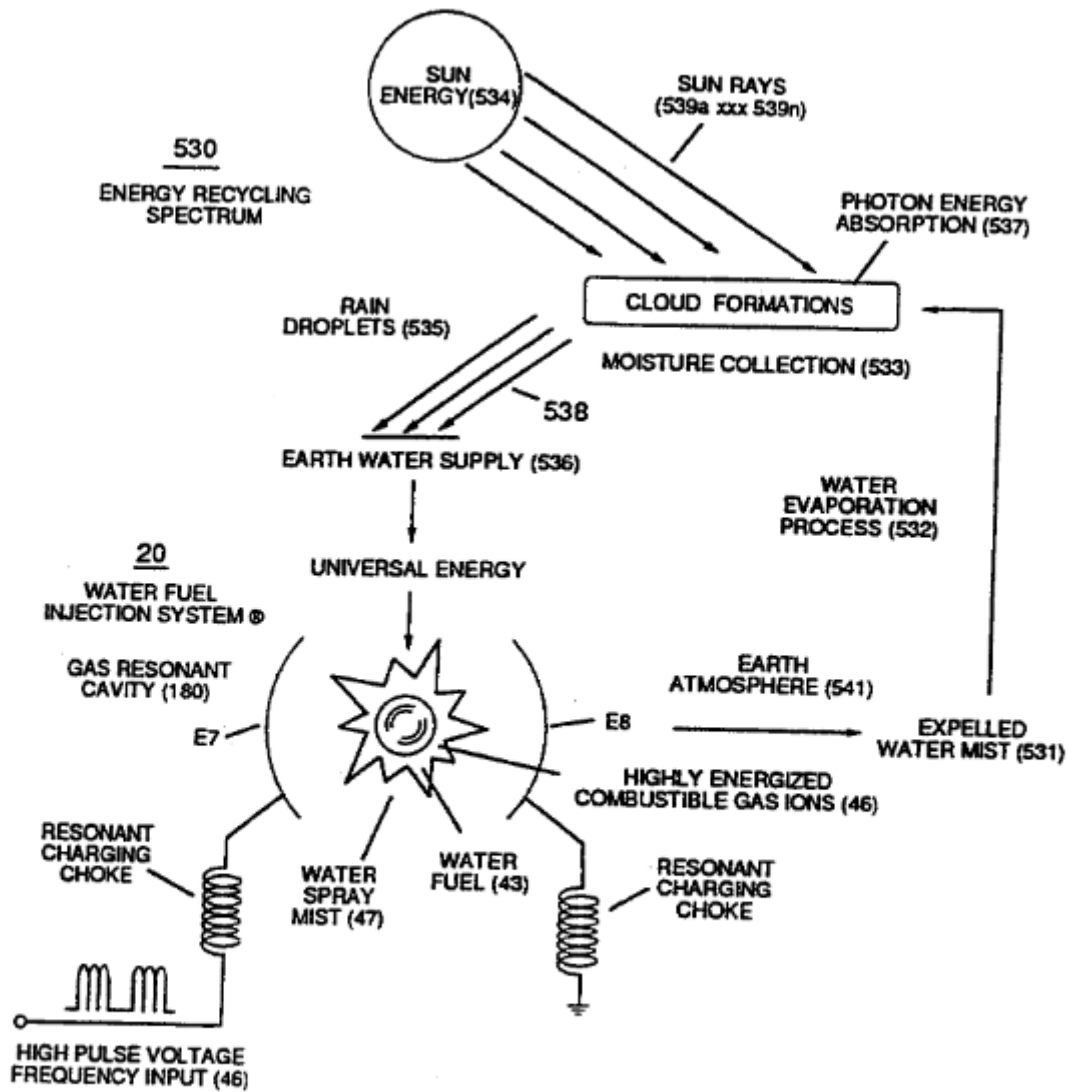 SUN
ENERGY(534)
SUN RAYS
(539a xxx 539n)
530
ENERGY RECYCLING
SPECTRUM
PHOTON ENERGY
ABSORPTION (537)
CLOUD FORMATIONS
RAIN
DROPLETS (535)
MOISTURE COLLECTION (533)
538
EARTH WATER SUPPLY (536)
WATER
EVAPORATION
PROCESS (532)
UNIVERSAL ENERGY
20
WATER FUEL
INJECTION SYSTEM ®
GAS RESONANT
CAVITY (180)
E7
E8
EARTH
ATMOSPHERE (541)
EXPELLED
WATER MIST (531)
HIGHLY ENERGIZED
COMBUSTIBLE GAS IONS (46)
RESONANT
CHARGING
CHOKE
WATER
SPRAY
MIST (47)
WATER
FUEL (43)
RESONANT
CHARGING
CHOKE
HIGH PULSE VOLTAGE
FREQUENCY INPUT (46)